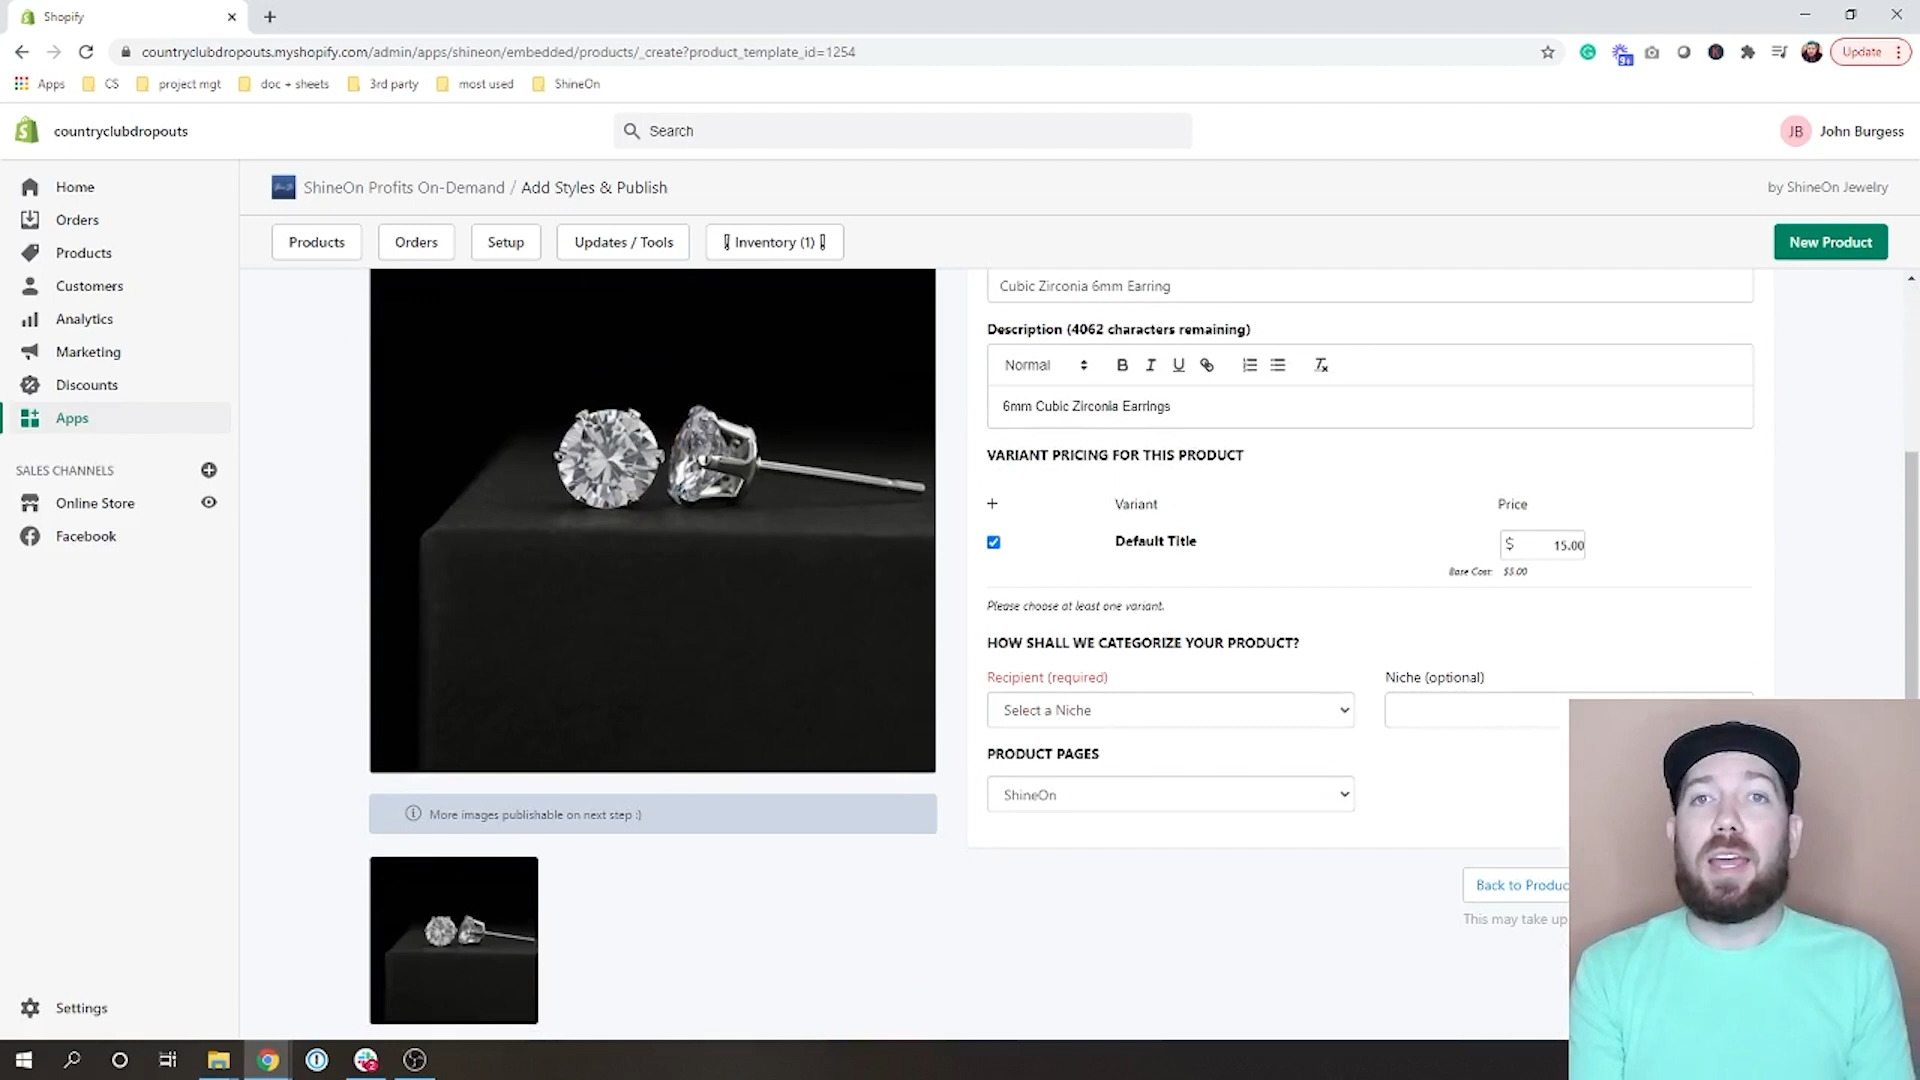 Shopify
countryclubdropouts.myshopify.com/admin/apps/shineon/embedded/products/_create?product_template_id=1254
9+
Update
Apps
CS
project mgt
doc + sheets
3rd party
most used
ShineOn
countryclubdropouts
Search
JB
John Burgess
Home
Orders
Products
Customers
Analytics
Marketing
Discounts
Apps
SALES CHANNELS
Online Store
Facebook
Settings
ShineOn Profits On-Demand / Add Styles & Publish
by ShineOn Jewelry
Products
Orders
Setup
Updates / Tools
Inventory (1)
New Product
More images publishable on next step :)
Cubic Zirconia 6mm Earring
Description (4062 characters remaining)
Normal
B I U
6mm Cubic Zirconia Earrings
VARIANT PRICING FOR THIS PRODUCT
+ Variant Price
Default Title
$ 15.00
Base Cost: $5.00
Please choose at least one variant.
HOW SHALL WE CATEGORIZE YOUR PRODUCT?
Recipient (required)
Niche (optional)
Select a Niche
PRODUCT PAGES
ShineOn
Back to Produc
This may take up
2